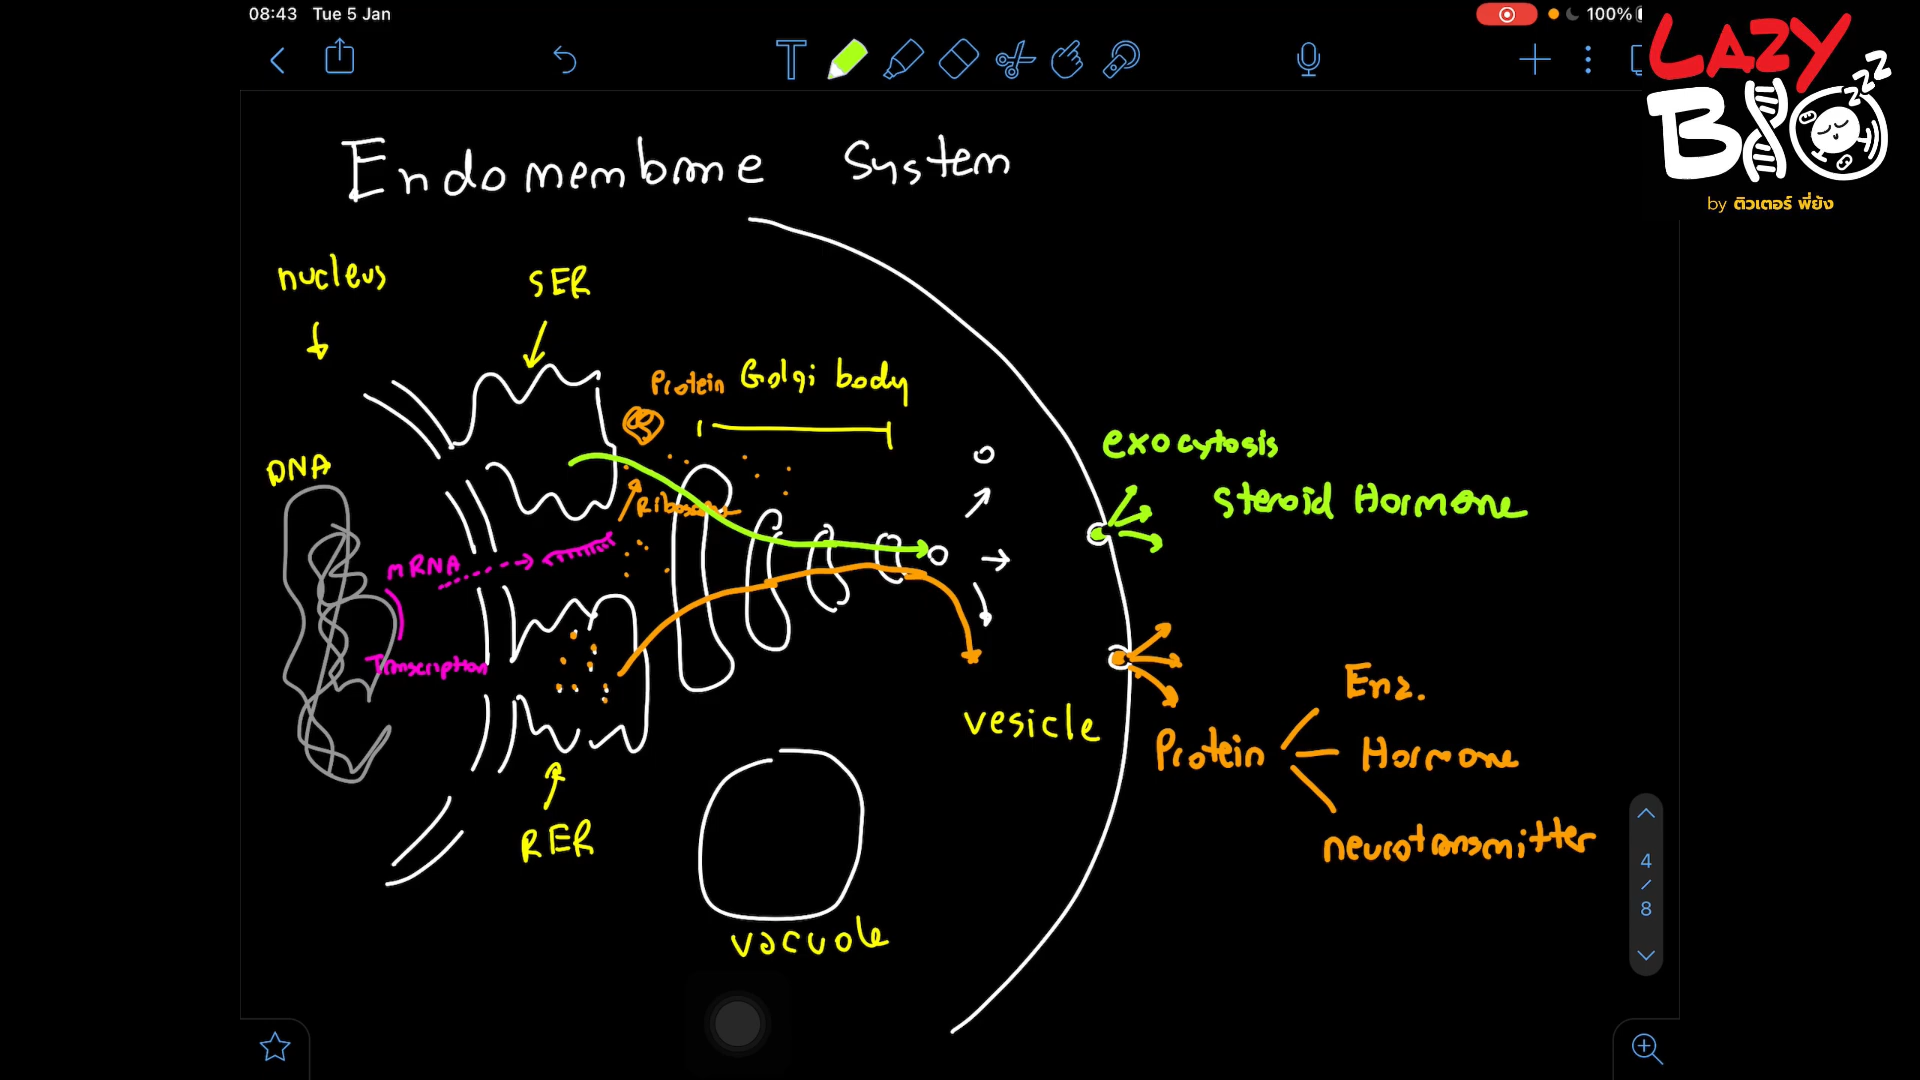 08:43 Tue 5 Jan
100%
LAZY
BIO
zzz
by ติวเตอร์ พี่ยัง
Endomembrane System
nucleus
SER
Protein
Golgi body
DNA
Ribosome
exocytosis
Steroid Hormone
mRNA
Transcription
vesicle
Enz.
Protein
Hormone
RER
neurotransmitter
vacuole
4
/
8